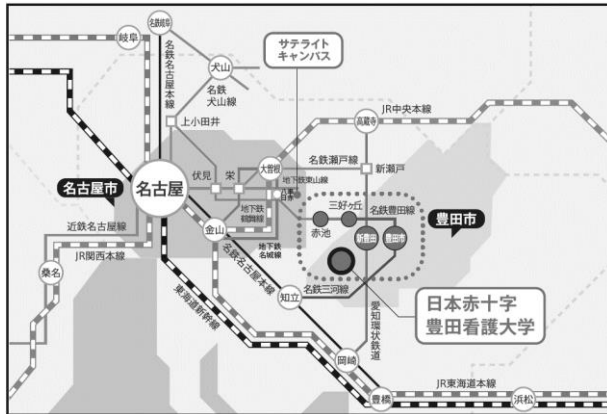 名鉄岐阜
岐阜
サテライト
キャンパス
犬山
名鉄名古屋本線
名鉄
犬山線
高蔵寺
JR中央本線
上小田井
大曽根
名鉄瀬戸線
新瀬戸
伏見
栄
地下鉄東山線
名古屋市
名古屋
八事
日赤
三好ヶ丘
名鉄豊田線
豊田市
地下鉄
鶴舞線
赤池
近鉄名古屋線
金山
地下鉄
名城線
新豊田
豊田市
JR関西本線
桑名
名鉄名古屋本線
名鉄三河線
知立
日本赤十字
豊田看護大学
東海道新幹線
愛知環状鉄道
岡崎
JR東海道本線
豊橋
浜松